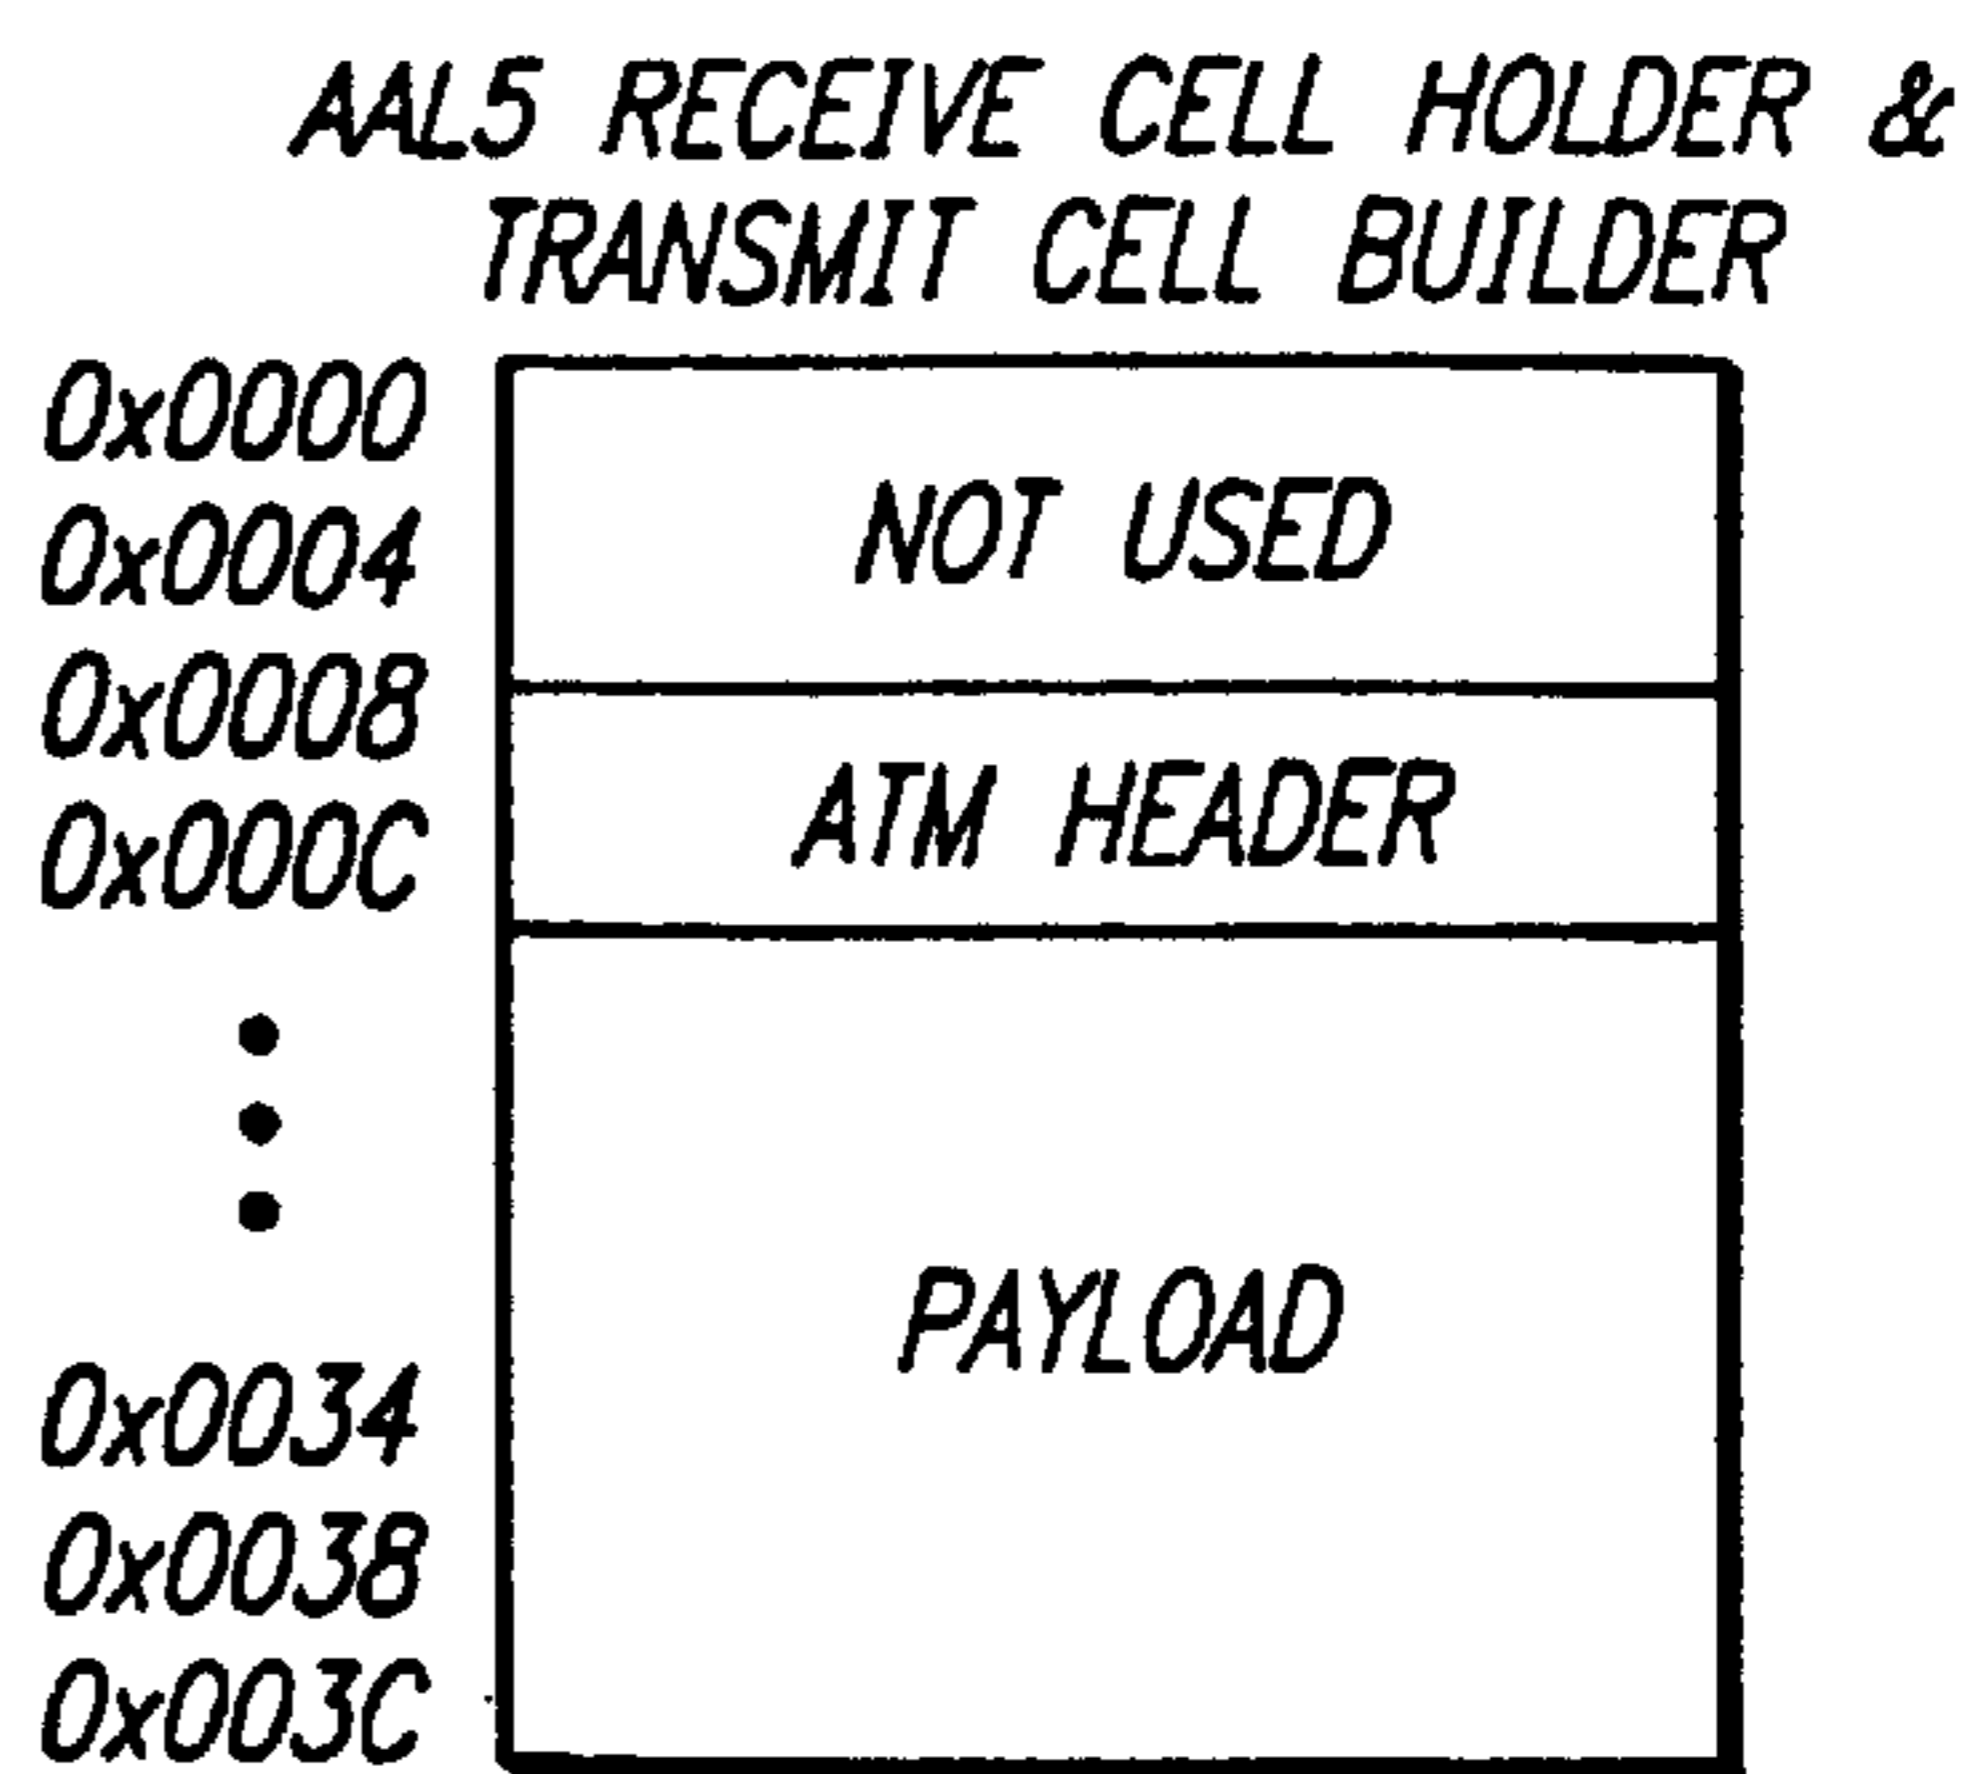 AAL5 RECEIVE CELL HOLDER &
TRANSMIT CELL BUILDER
0x0000
NOT USED
0x0004
0x0008
ATM HEADER
0x000C
PAYLOAD
0x0034
0x0038
0x003C